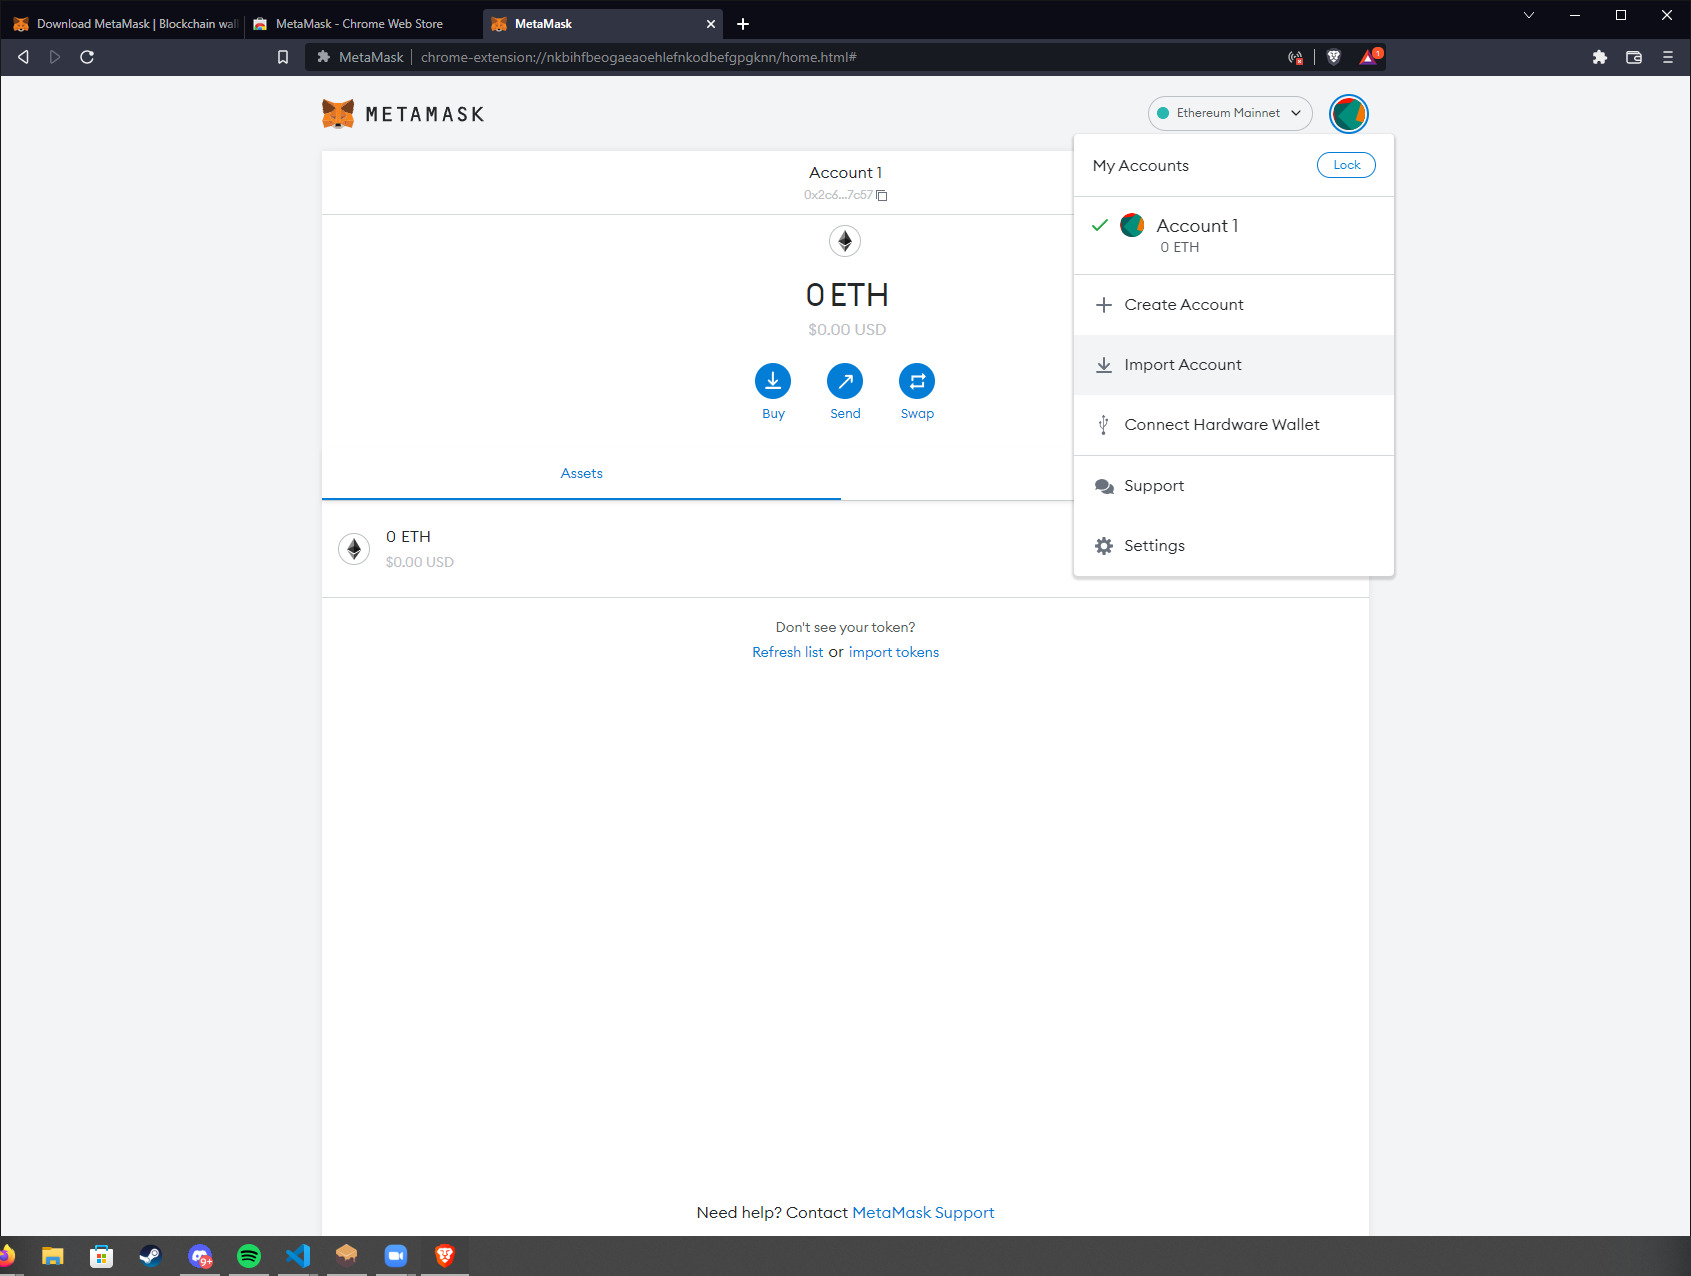 Download MetaMask | Blockchain wal
MetaMask - Chrome Web Store
MetaMask
MetaMask
chrome-extension://nkbihfbeogaeaoehlefnkodbefgpgknn/home.html#
1
METAMASK
Ethereum Mainnet
Account 1
0x2c6...7c57
0 ETH
$0.00 USD
Buy
Send
Swap
Assets
0 ETH
$0.00 USD
Don't see your token?
Refresh list or import tokens
Need help? Contact MetaMask Support
My Accounts
Lock
Account 1
0 ETH
Create Account
Import Account
Connect Hardware Wallet
Support
Settings
9+